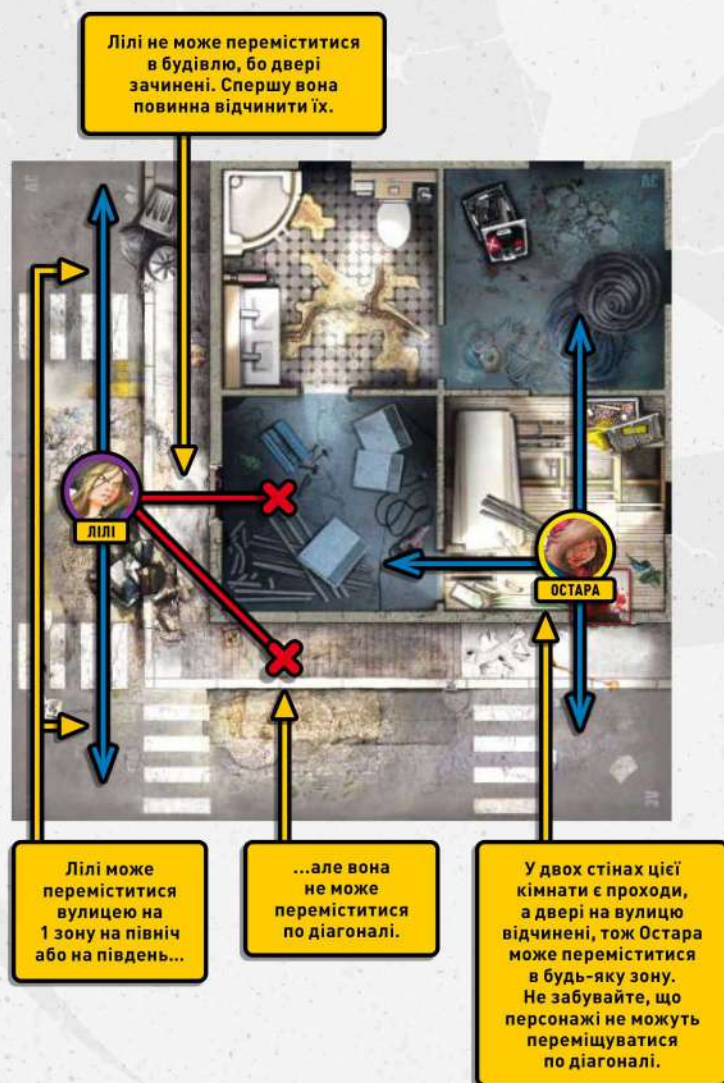 Лілі не може переміститися
в будівлю, бо двері
зачинені. Спершу вона
повинна відчинити їх.
ЛІЛІ
ОСТАРА
Лілі може
переміститися
вулицею на
1 зону на північ
або на південь...
...але вона
не може
переміститися
по діагоналі.
У двох стінах цієї
кімнати є проходи,
а двері на вулицю
відчинені, тож Остара
може переміститися
в будь-яку зону.
Не забувайте, що
персонажі не можуть
переміщуватися
по діагоналі.